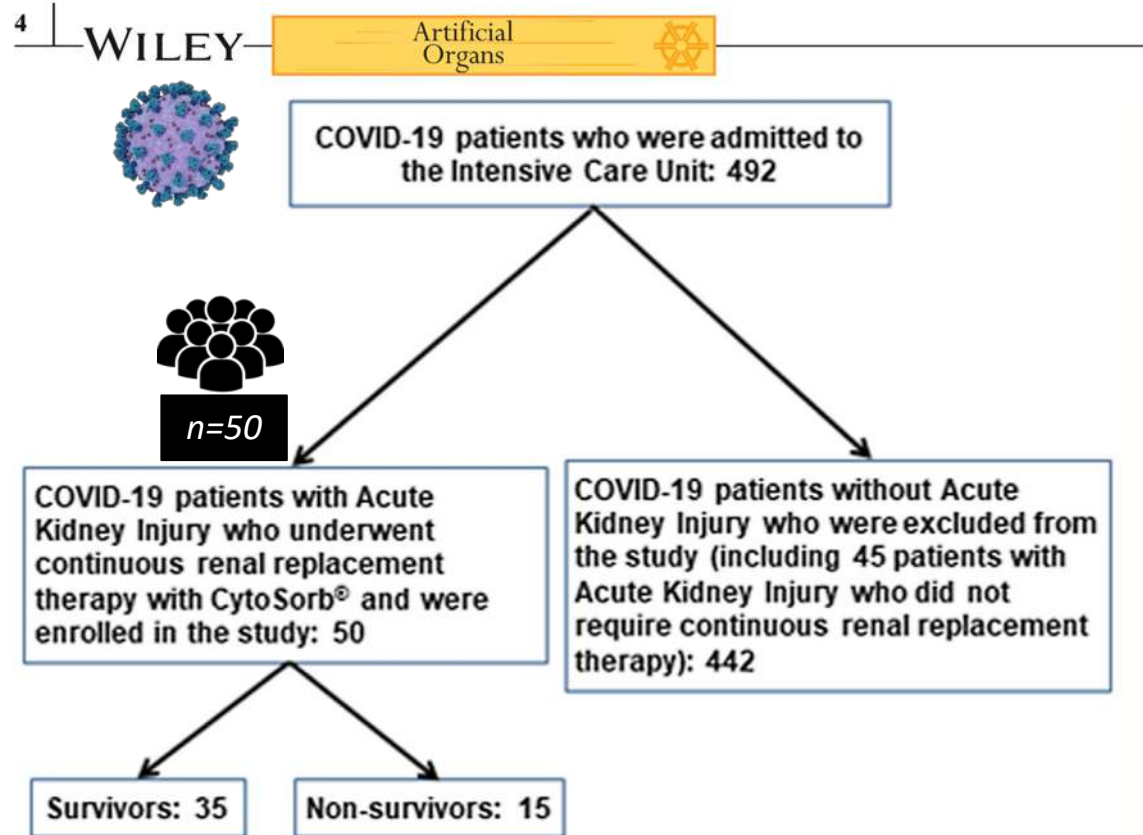 4
WILEY
Artificial
Organs
COVID-19 patients who were admitted to
the Intensive Care Unit: 492
n=50
COVID-19 patients with Acute
Kidney Injury who underwent
continuous renal replacement
therapy with CytoSorb® and were
enrolled in the study: 50
COVID-19 patients without Acute
Kidney Injury who were excluded from
the study (including 45 patients with
Acute Kidney Injury who did not
require continuous renal replacement
therapy): 442
Survivors: 35
Non-survivors: 15